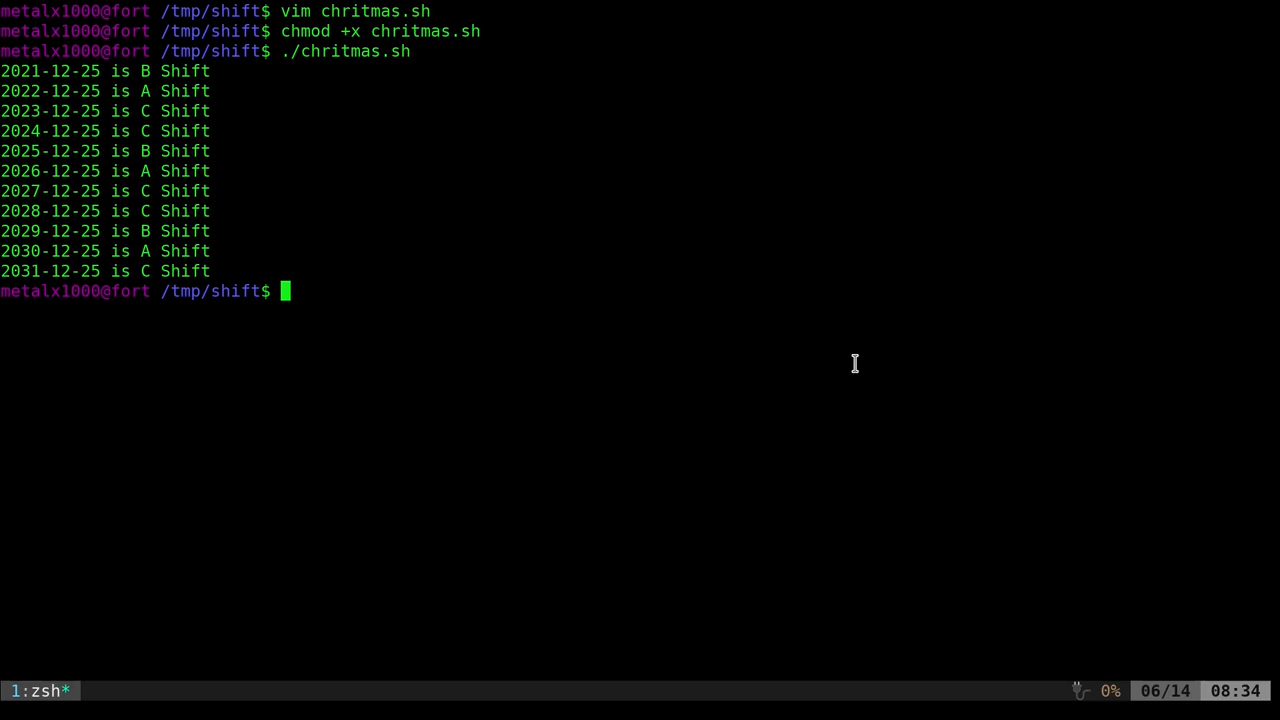 metalx1000@fort /tmp/shift$ vim chritmas.sh
metalx1000@fort /tmp/shift$ chmod +x chritmas.sh
metalx1000@fort /tmp/shift$ ./chritmas.sh
2021-12-25 is B Shift
2022-12-25 is A Shift
2023-12-25 is C Shift
2024-12-25 is C Shift
2025-12-25 is B Shift
2026-12-25 is A Shift
2027-12-25 is C Shift
2028-12-25 is C Shift
2029-12-25 is B Shift
2030-12-25 is A Shift
2031-12-25 is C Shift
metalx1000@fort /tmp/shift$
1:zsh* 0% 06/14 08:34